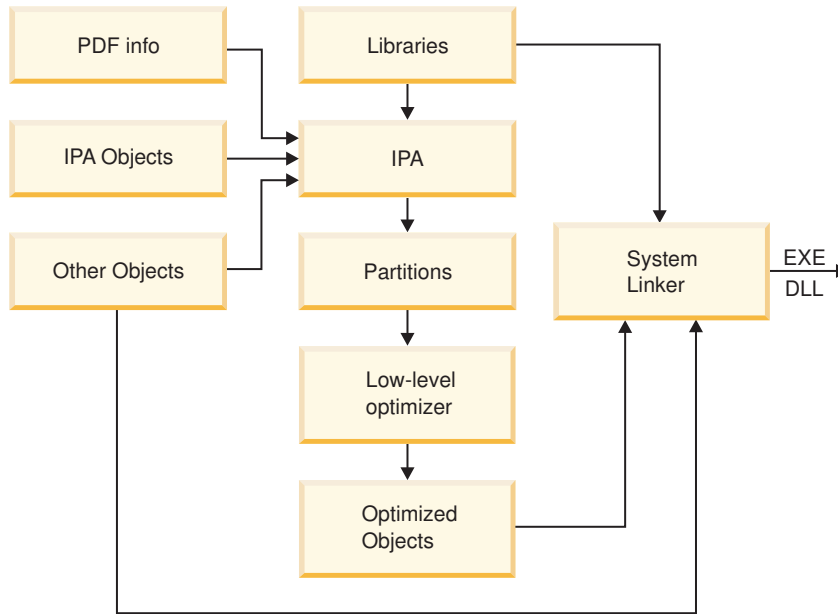 PDF info
Libraries
IPA Objects
IPA
Other Objects
Partitions
System
Linker
EXE
DLL
Low-level
optimizer
Optimized
Objects